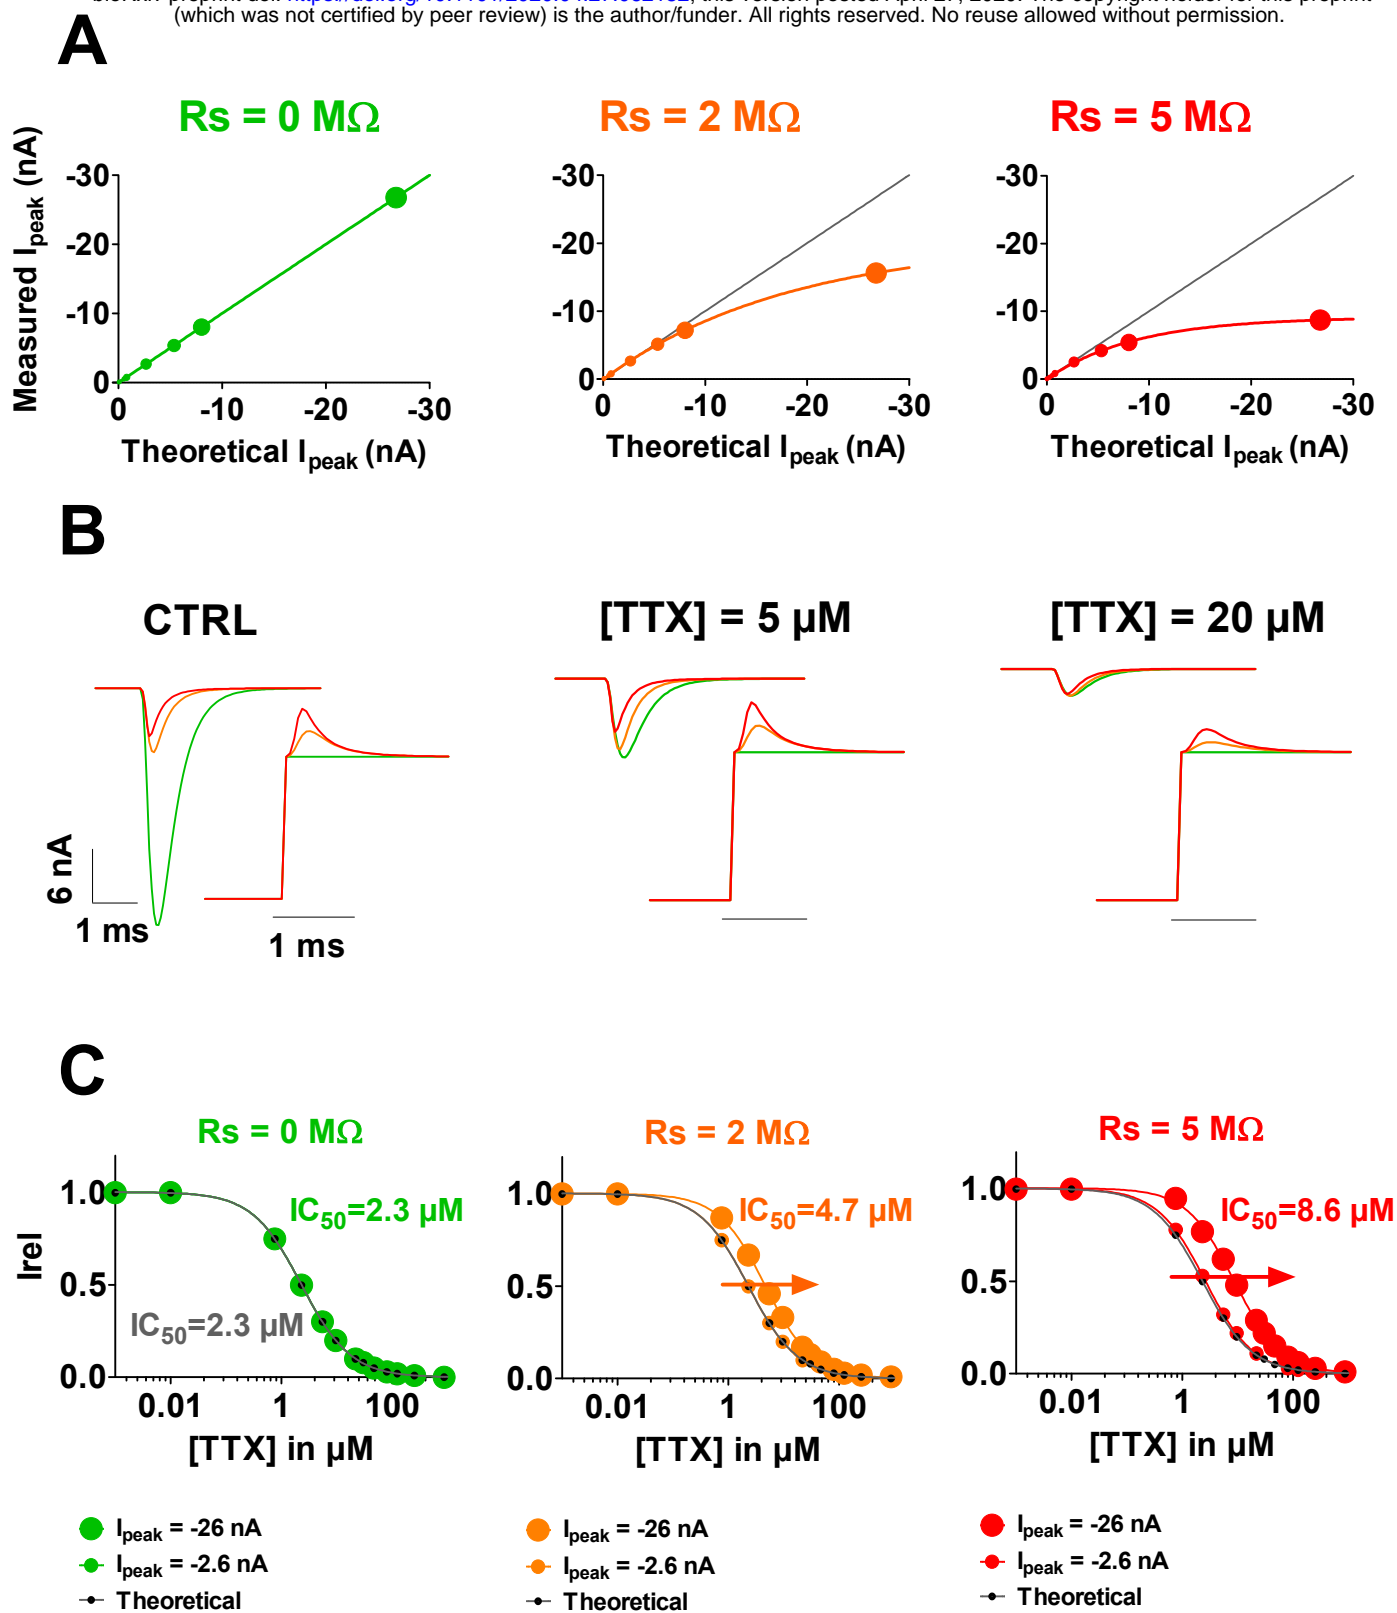 (which was not certified by peer review) is the author/funder. All rights reserved. No reuse allowed without permission.
A
Rs = 0 MΩ
Rs = 2 MΩ
Rs = 5 MΩ
Measured Ipeak (nA)
-30
-20
-10
0
0 -10 -20 -30
Theoretical Ipeak (nA)
-30
-20
-10
0
0 -10 -20 -30
Theoretical Ipeak (nA)
-30
-20
-10
0
0 -10 -20 -30
Theoretical Ipeak (nA)
B
CTRL
[TTX] = 5 µM
[TTX] = 20 µM
6 nA
1 ms
1 ms
C
Rs = 0 MΩ
Rs = 2 MΩ
Rs = 5 MΩ
Irel
1.0
0.5
0.0
IC50=2.3 µM
IC50=2.3 µM
0.01 1 100
[TTX] in µM
1.0
0.5
0.0
IC50=4.7 µM
0.01 1 100
[TTX] in µM
1.0
0.5
0.0
IC50=8.6 µM
0.01 1 100
[TTX] in µM
Ipeak = -26 nA
Ipeak = -2.6 nA
Theoretical
Ipeak = -26 nA
Ipeak = -2.6 nA
Theoretical
Ipeak = -26 nA
Ipeak = -2.6 nA
Theoretical